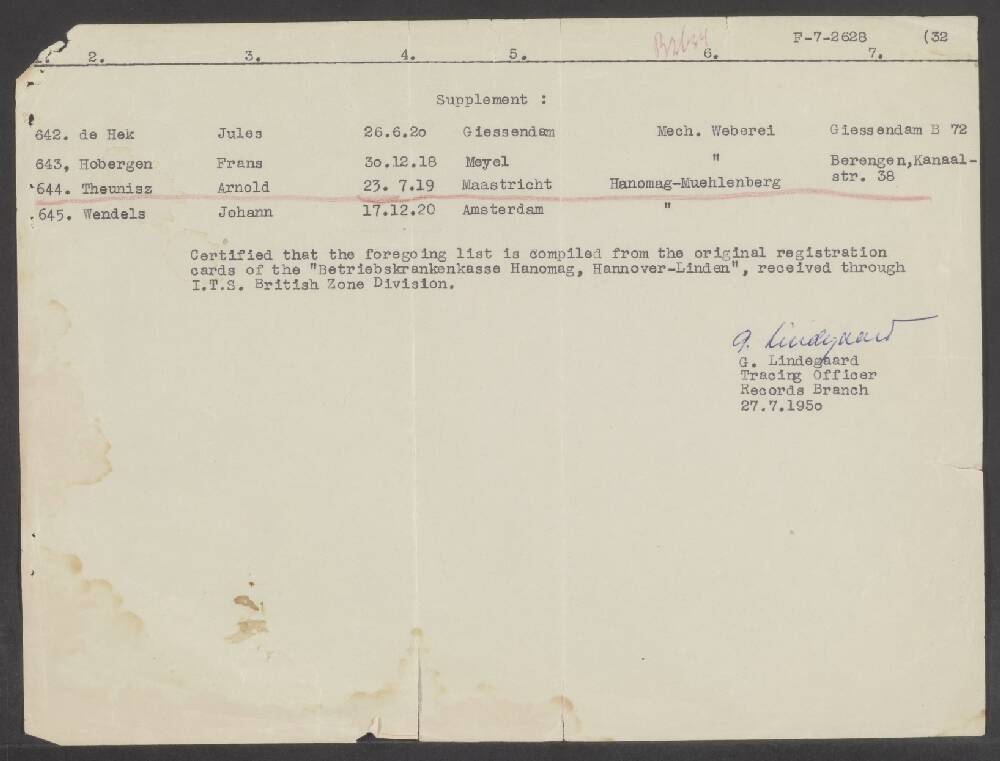 F-7-2628 (32
1. 2. 3. 4. 5. 6. 7.
Supplement :
642. de Hek Jules 26.6.2o Giessendam Mech. Weberei Giessendam B 72
643, Hobergen Frans 3o.12.18 Meyel " Berengen,Kanaal-
str. 38
644. Theunisz Arnold 23. 7.19 Maastricht Hanomag-Muehlenberg
645. Wendels Johann 17.12.20 Amsterdam "
Certified that the foregoing list is compiled from the original registration
cards of the "Betriebskrankenkasse Hanomag, Hannover-Linden", received through
I.T.S. British Zone Division.
G. Lindegaard
G. Lindegaard
Tracing Officer
Records Branch
27.7.195o